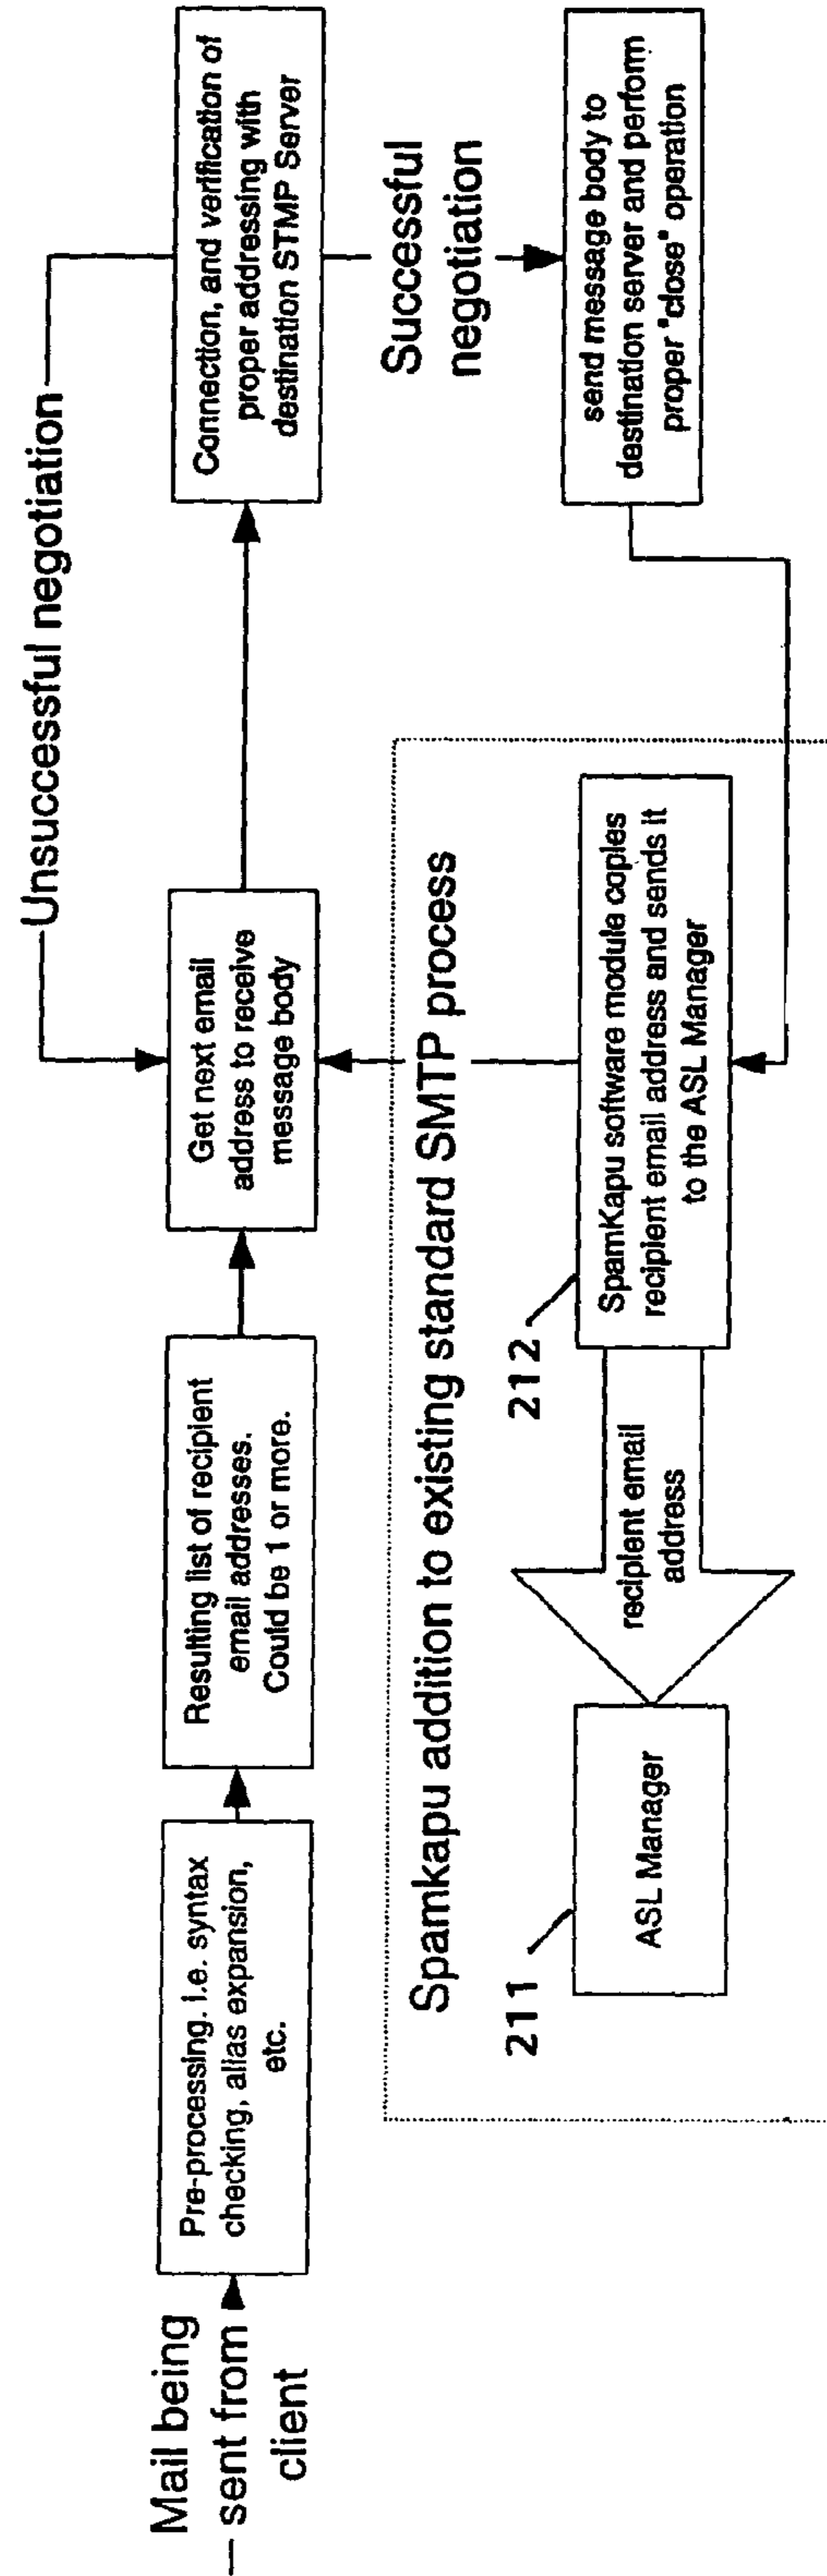 Mail being
sent from
client
Pre-processing. i.e. syntax
checking, alias expansion,
etc.
Resulting list of recipient
email addresses.
Could be 1 or more.
Get next email
address to receive
message body
Unsuccessful negotiation
Connection, and verification of
proper addressing with
destination STMP Server
Successful
negotiation
send message body to
destination server and perform
proper "close" operation
Spamkapu addition to existing standard SMTP process
212
SpamKapu software module copies
recipient email address and sends it
to the ASL Manager
recipient email
address
211
ASL Manager